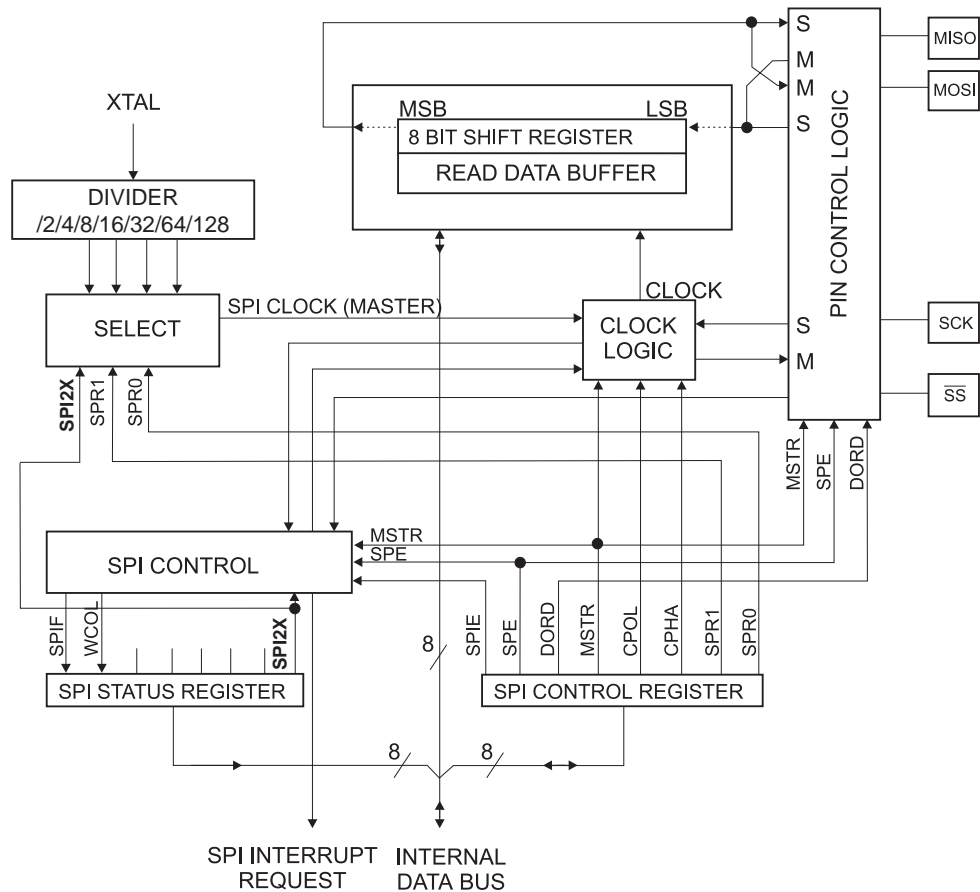 S
MISO
M
MOSI
M
MSB
LSB
S
XTAL
8 BIT SHIFT REGISTER
READ DATA BUFFER
DIVIDER
/2/4/8/16/32/64/128
PIN CONTROL LOGIC
SPI CLOCK (MASTER)
CLOCK
SELECT
CLOCK
LOGIC
S
SCK
M
SPI2X
SPR1
SPR0
SS
MSTR
SPE
DORD
MSTR
SPE
SPI CONTROL
SPIF
WCOL
SPI2X
8
SPIE
SPE
DORD
MSTR
CPOL
CPHA
SPR1
SPR0
SPI STATUS REGISTER
SPI CONTROL REGISTER
8
8
SPI INTERRUPT
REQUEST
INTERNAL
DATA BUS